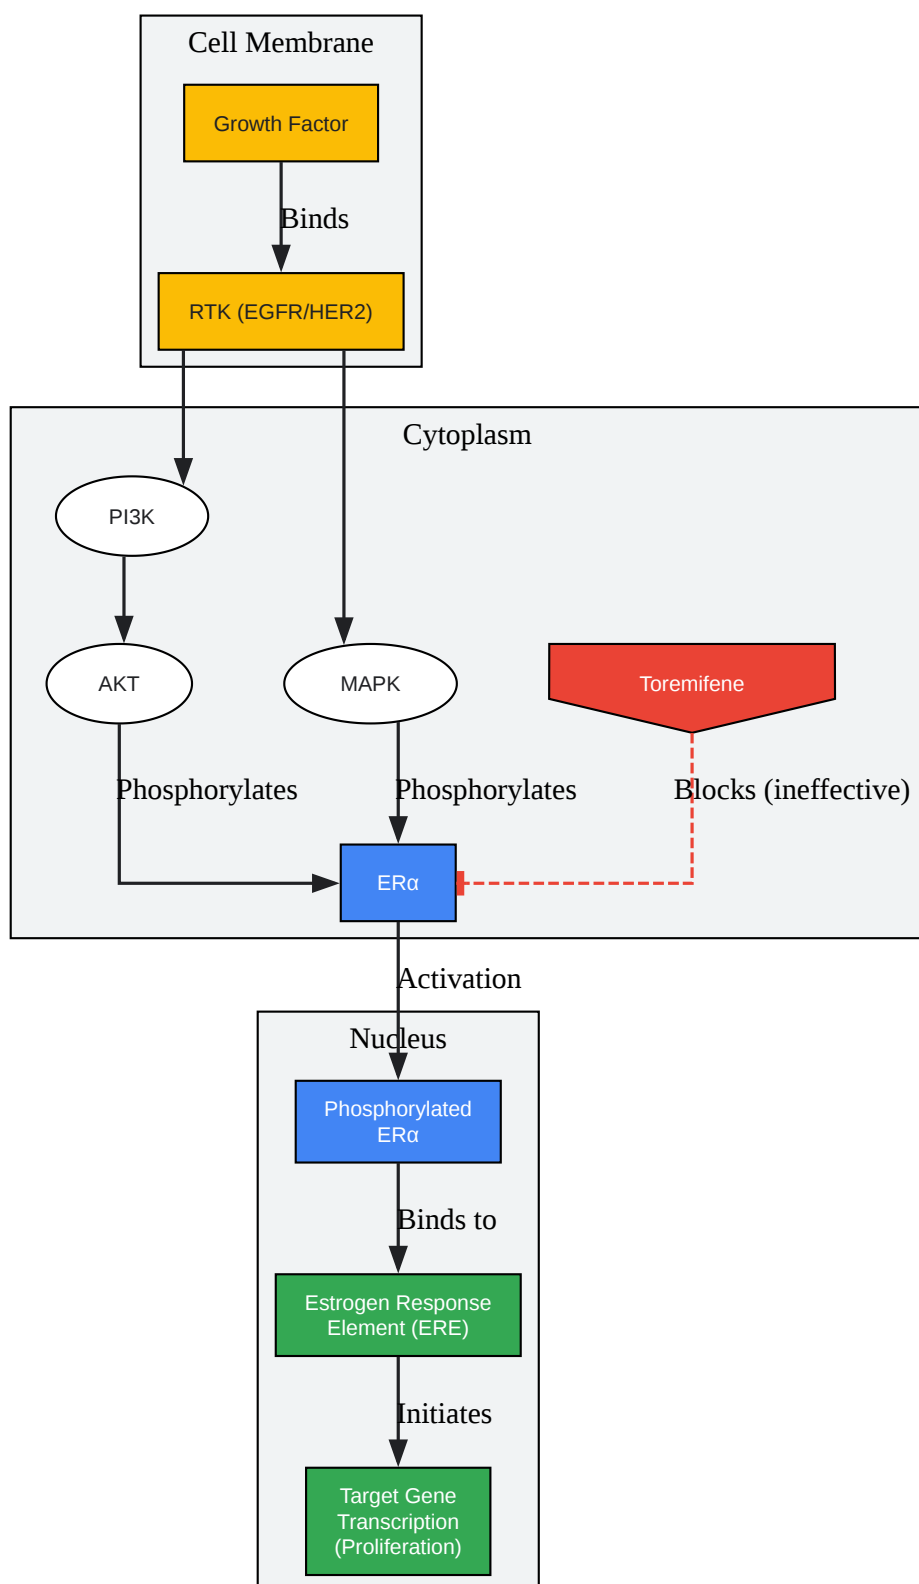 Cell Membrane
Growth Factor
Binds
RTK (EGFR/HER2)
Cytoplasm
PI3K
AKT
MAPK
Toremifene
Phosphorylates
Phosphorylates
Blocks (ineffective)
ERα
Activation
Nucleus
Phosphorylated
ERα
Binds to
Estrogen Response
Element (ERE)
Initiates
Target Gene
Transcription
(Proliferation)